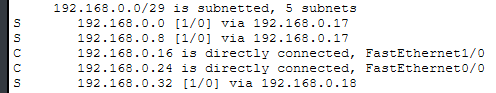 192.168.0.0/29 is subnetted, 5 subnets
S 192.168.0.0 [1/0] via 192.168.0.17
S 192.168.0.8 [1/0] via 192.168.0.17
C 192.168.0.16 is directly connected, FastEthernet1/0
C 192.168.0.24 is directly connected, FastEthernet0/0
S 192.168.0.32 [1/0] via 192.168.0.18